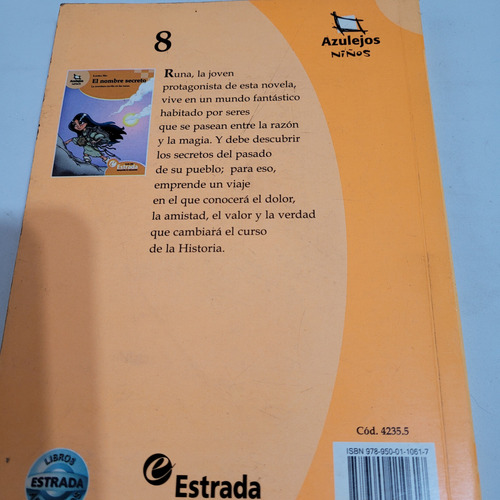 Azulejos
NIÑOS
8
Azulejos
El nombre secreto
Estrada
Runa, la joven
protagonista de esta novela,
vive en un mundo fantástico
habitado por seres
que se pasean entre la razón
y la magia. Y debe descubrir
los secretos del pasado
de su pueblo; para eso,
emprende un viaje
en el que conocerá el dolor,
la amistad, el valor y la verdad
que cambiará el curso
de la Historia.
Cód. 4235.5
ISBN 978-950-01-1061-7
LIBROS
ESTRADA
e
Estrada